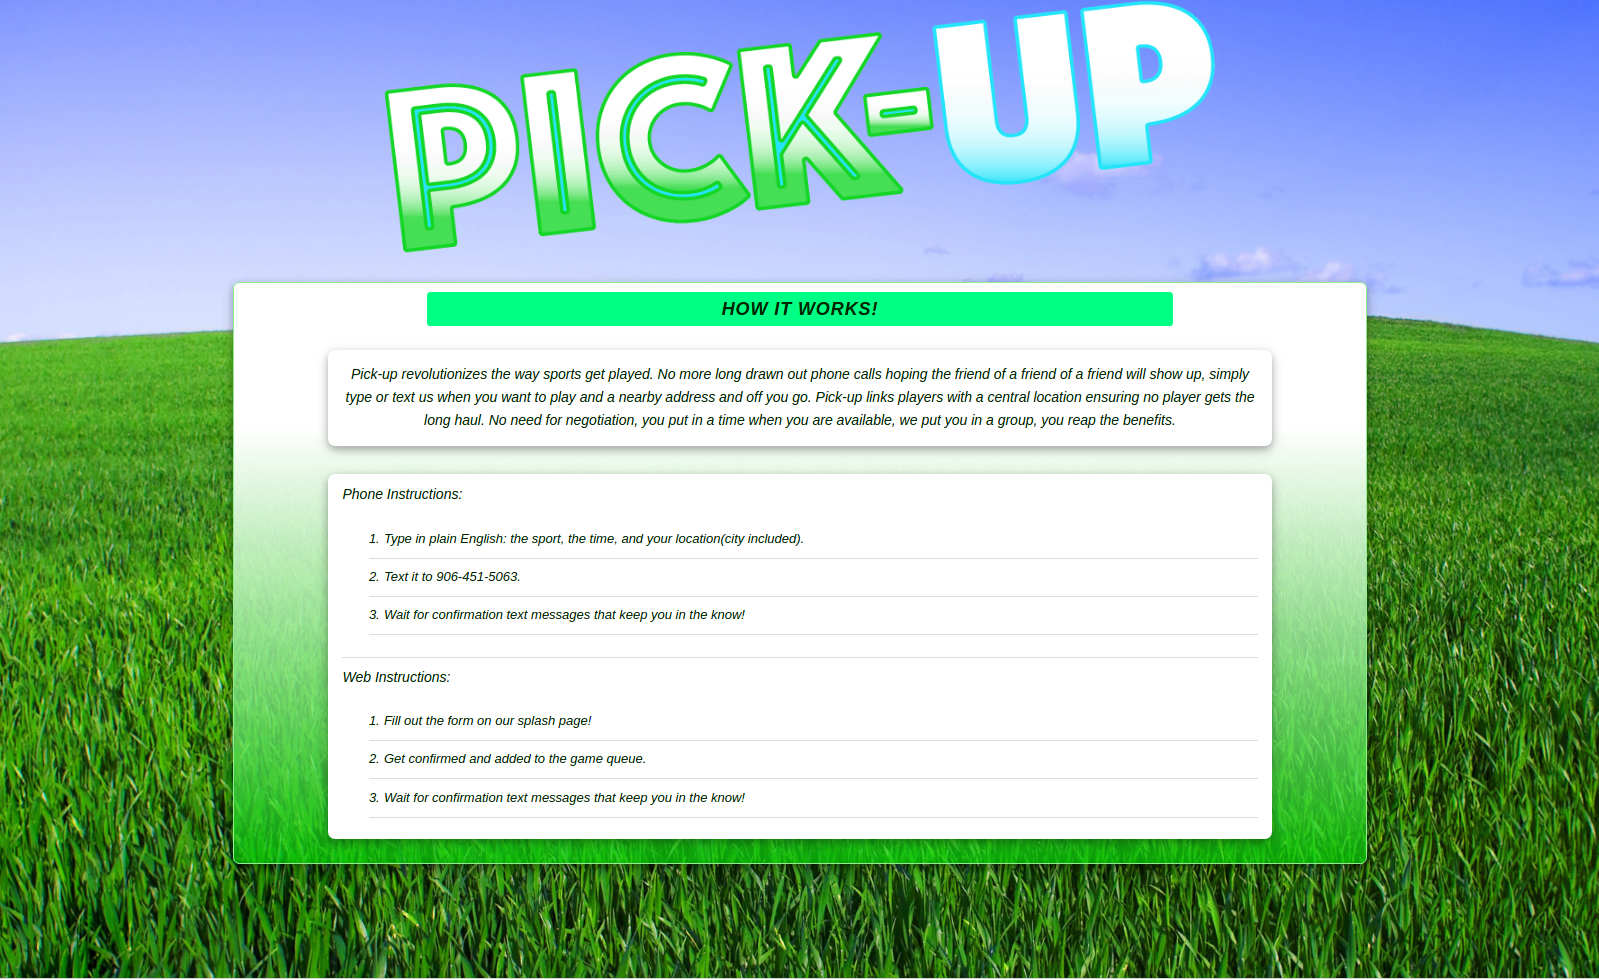 PICK-UP
HOW IT WORKS!
Pick-up revolutionizes the way sports get played. No more long drawn out phone calls hoping the friend of a friend of a friend will show up, simply
type or text us when you want to play and a nearby address and off you go. Pick-up links players with a central location ensuring no player gets the
long haul. No need for negotiation, you put in a time when you are available, we put you in a group, you reap the benefits.
Phone Instructions:
1. Type in plain English: the sport, the time, and your location(city included).
2. Text it to 906-451-5063.
3. Wait for confirmation text messages that keep you in the know!
Web Instructions:
1. Fill out the form on our splash page!
2. Get confirmed and added to the game queue.
3. Wait for confirmation text messages that keep you in the know!